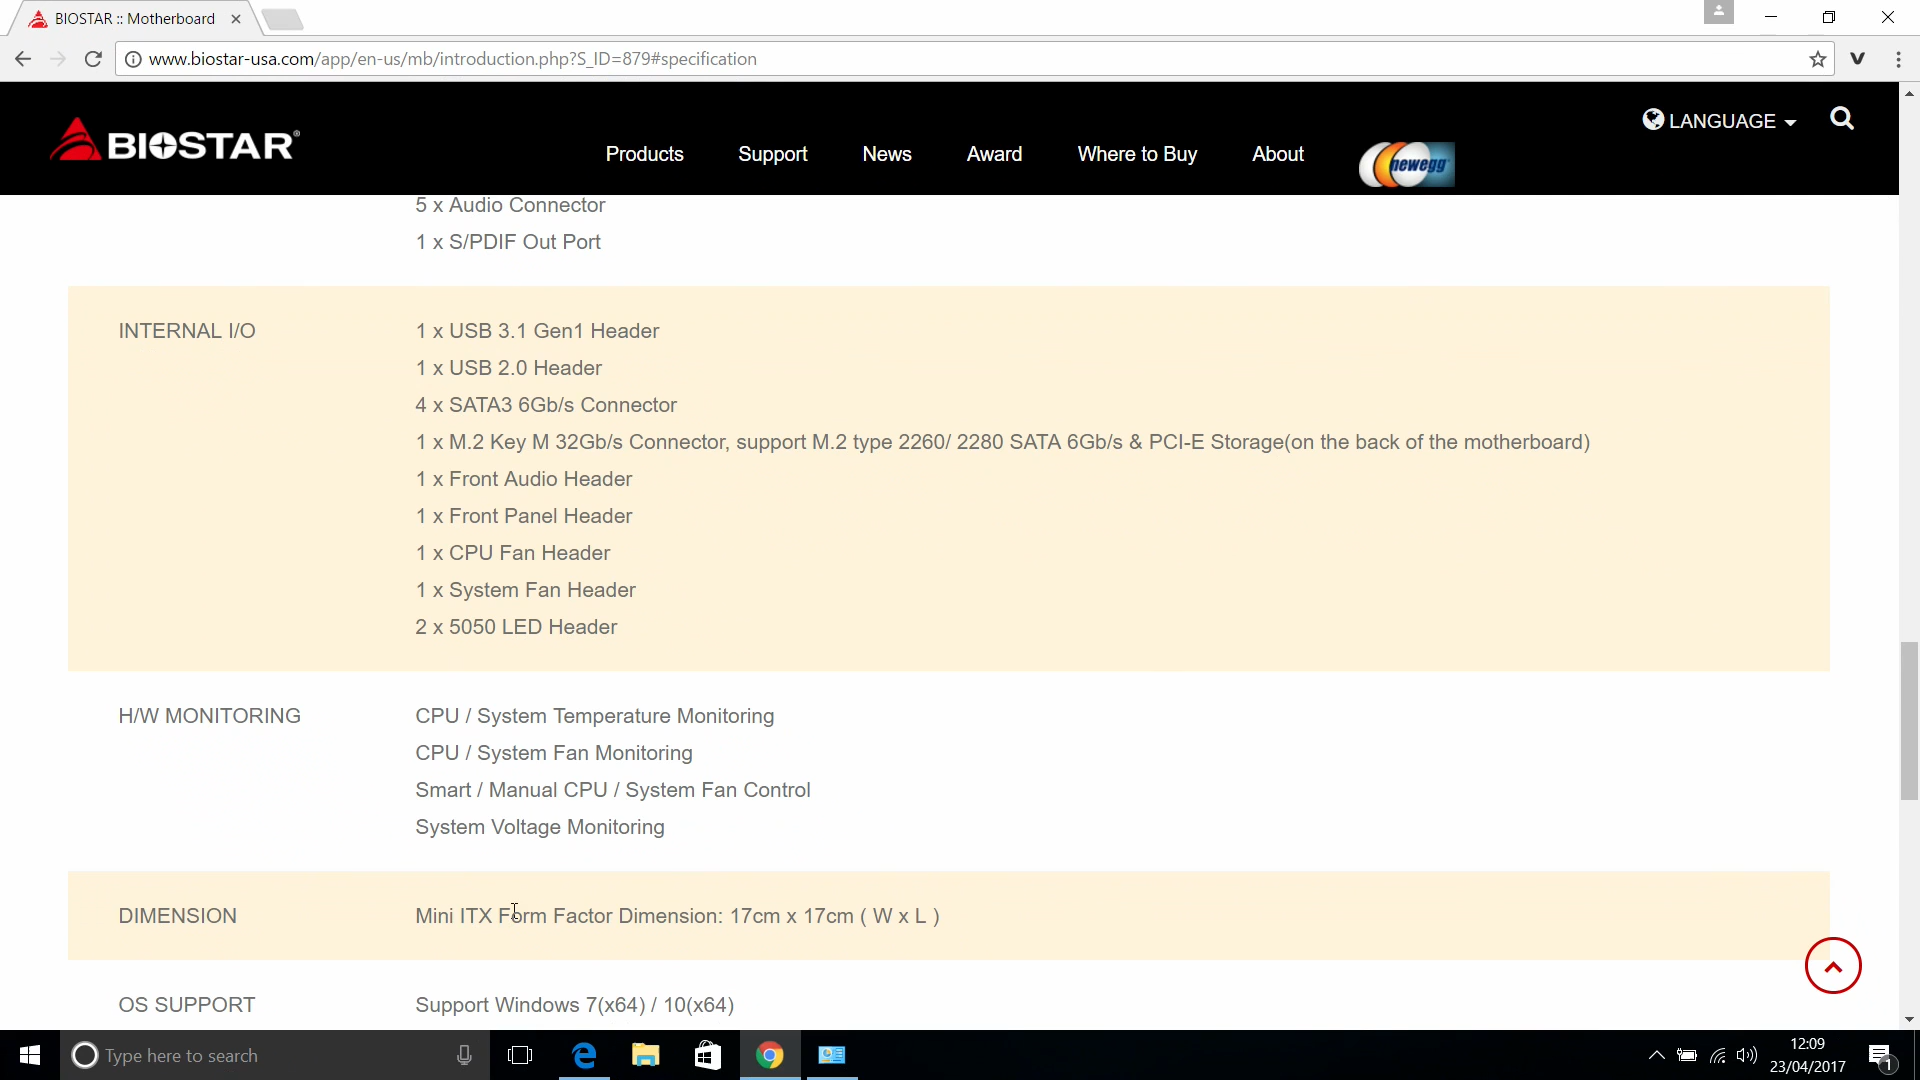 BIOSTAR :: Motherboard
www.biostar-usa.com/app/en-us/mb/introduction.php?S_ID=879#specification
BIOSTAR
Products
Support
News
Award
Where to Buy
About
newegg
LANGUAGE
5 x Audio Connector
1 x S/PDIF Out Port
INTERNAL I/O
1 x USB 3.1 Gen1 Header
1 x USB 2.0 Header
4 x SATA3 6Gb/s Connector
1 x M.2 Key M 32Gb/s Connector, support M.2 type 2260/ 2280 SATA 6Gb/s & PCI-E Storage(on the back of the motherboard)
1 x Front Audio Header
1 x Front Panel Header
1 x CPU Fan Header
1 x System Fan Header
2 x 5050 LED Header
H/W MONITORING
CPU / System Temperature Monitoring
CPU / System Fan Monitoring
Smart / Manual CPU / System Fan Control
System Voltage Monitoring
DIMENSION
Mini ITX Form Factor Dimension: 17cm x 17cm ( W x L )
OS SUPPORT
Support Windows 7(x64) / 10(x64)
Type here to search
12:09
23/04/2017
1